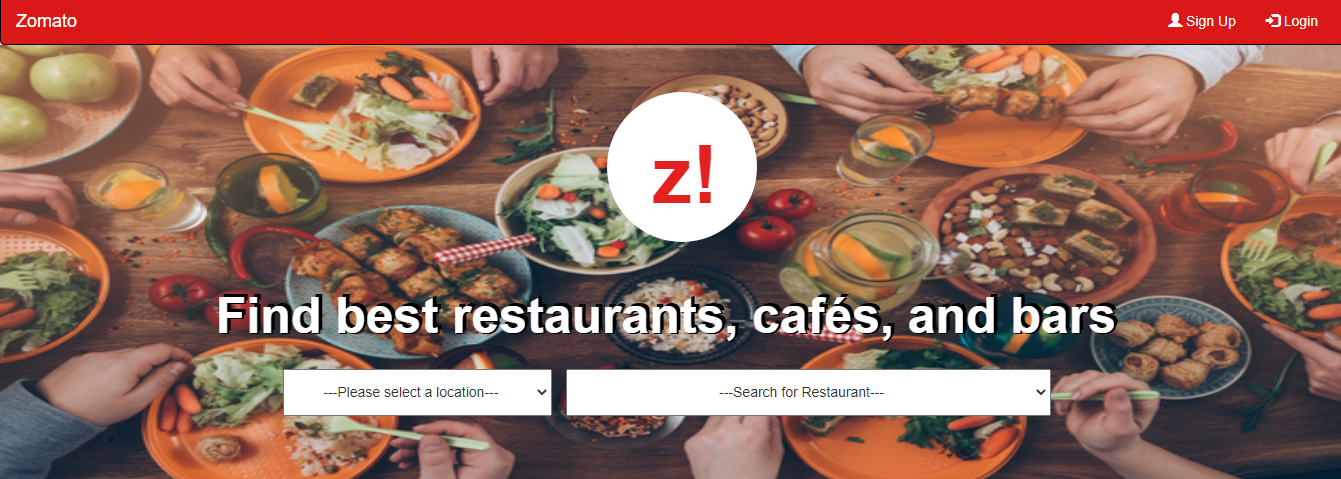 Zomato
Sign Up
Login
z!
Find best restaurants, cafés, and bars
---Please select a location---
---Search for Restaurant---